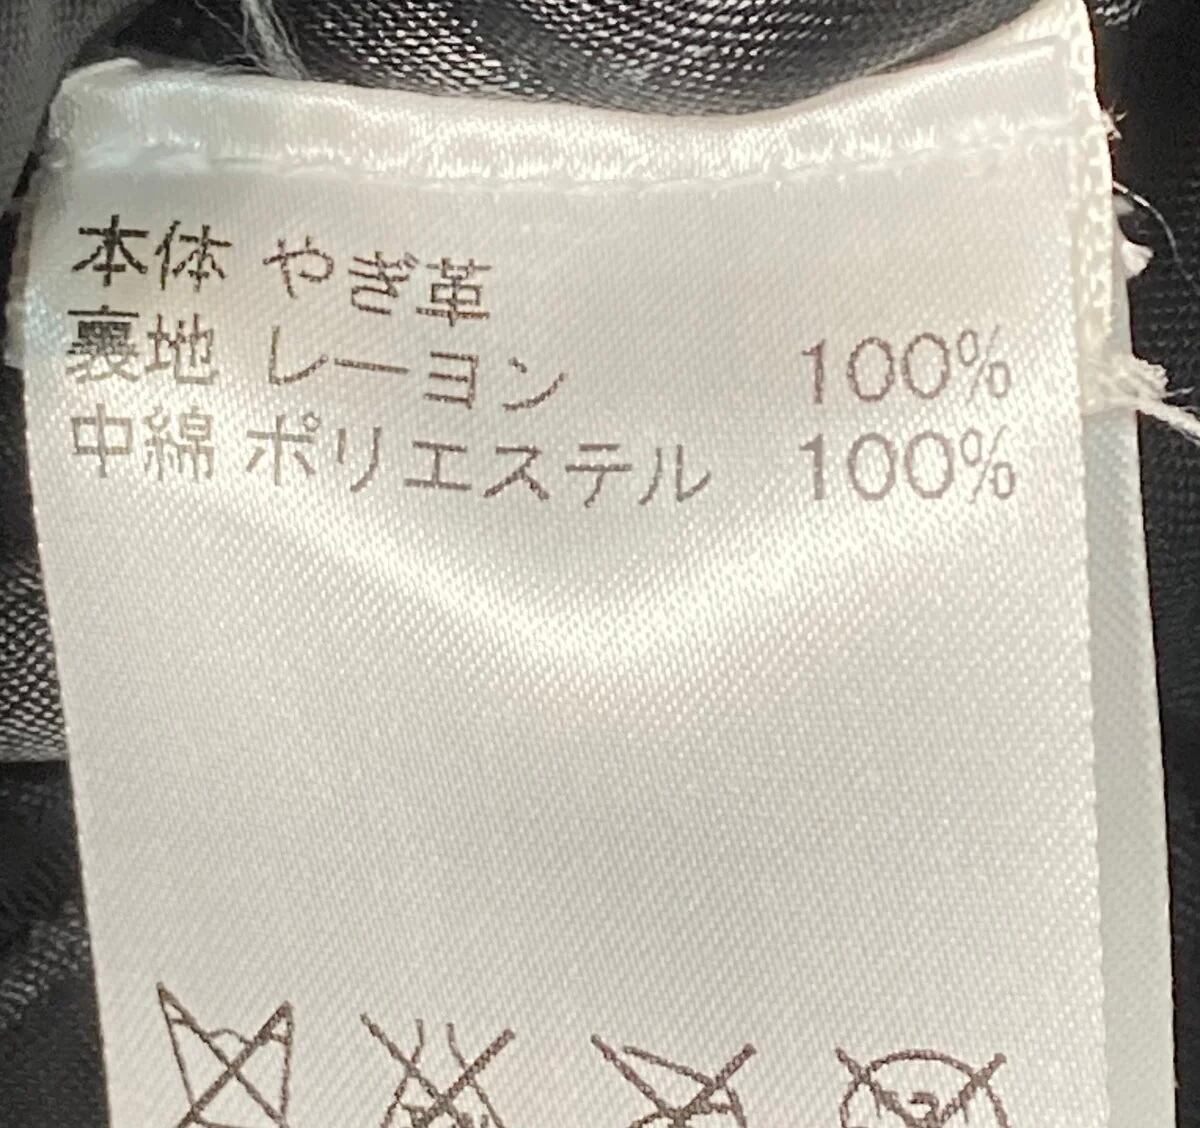 本体 やぎ革
裏地 レーヨン 100%
中綿 ポリエステル 100%